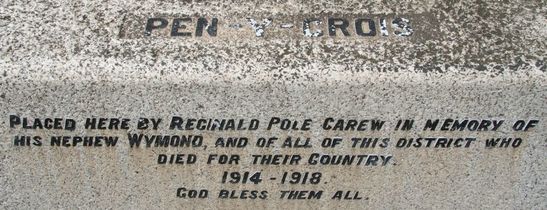 PEN-Y-CROIS
PLACED HERE BY REGINALD POLE CAREW IN MEMORY OF
HIS NEPHEW WYMOND, AND OF ALL OF THIS DISTRICT WHO
DIED FOR THEIR COUNTRY.
1914-1918.
GOD BLESS THEM ALL.